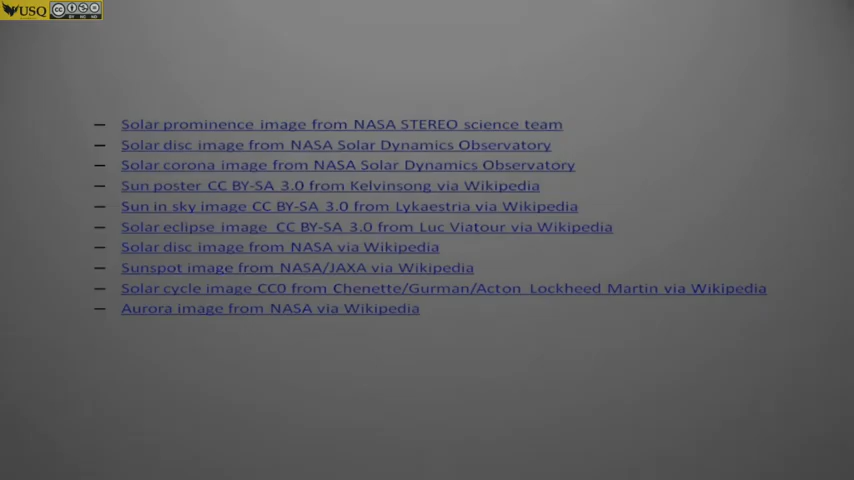 USQ
– Solar prominence image from NASA STEREO science team
– Solar disc image from NASA Solar Dynamics Observatory
– Solar corona image from NASA Solar Dynamics Observatory
– Sun poster CC BY-SA 3.0 from Kelvinsong via Wikipedia
– Sun in sky image CC BY-SA 3.0 from Lykaestria via Wikipedia
– Solar eclipse image CC BY-SA 3.0 from Luc Viatour via Wikipedia
– Solar disc image from NASA via Wikipedia
– Sunspot image from NASA/JAXA via Wikipedia
– Solar cycle image CC0 from Chenette/Gurman/Acton Lockheed Martin via Wikipedia
– Aurora image from NASA via Wikipedia